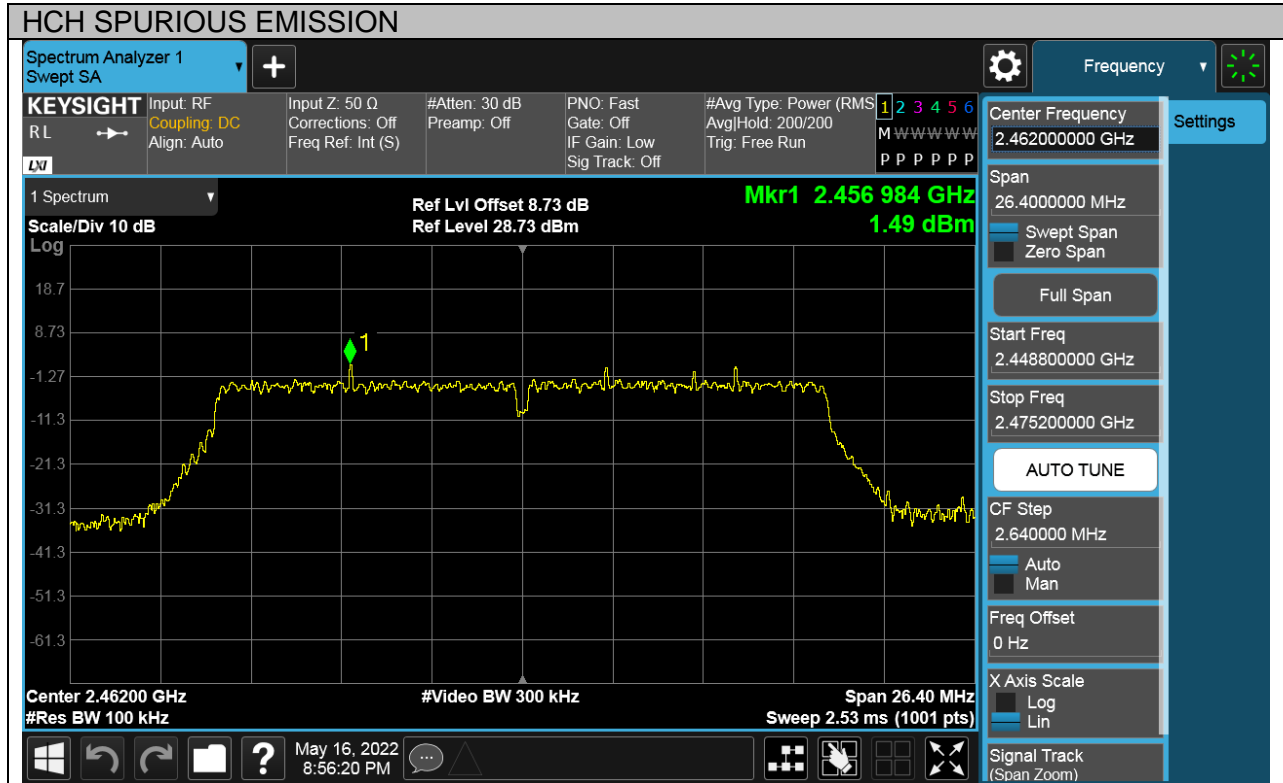 HCH SPURIOUS EMISSION
Spectrum Analyzer 1
Swept SA
Frequency
KEYSIGHT
R L
LXI
Input: RF
Coupling: DC
Align: Auto
Input Z: 50 Ω
Corrections: Off
Freq Ref: Int (S)
#Atten: 30 dB
Preamp: Off
PNO: Fast
Gate: Off
IF Gain: Low
Sig Track: Off
#Avg Type: Power (RMS
Avg|Hold: 200/200
Trig: Free Run
1 2 3 4 5 6
M W W W W W
P P P P P P
1 Spectrum
Scale/Div 10 dB
Ref Lvl Offset 8.73 dB
Ref Level 28.73 dBm
Mkr1 2.456 984 GHz
1.49 dBm
Log
18.7
8.73
-1.27
-11.3
-21.3
-31.3
-41.3
-51.3
-61.3
1
Center 2.46200 GHz
#Res BW 100 kHz
#Video BW 300 kHz
Span 26.40 MHz
Sweep 2.53 ms (1001 pts)
Center Frequency
2.462000000 GHz
Settings
Span
26.4000000 MHz
Swept Span
Zero Span
Full Span
Start Freq
2.448800000 GHz
Stop Freq
2.475200000 GHz
AUTO TUNE
CF Step
2.640000 MHz
Auto
Man
Freq Offset
0 Hz
X Axis Scale
Log
Lin
Signal Track
(Span Zoom)
?
May 16, 2022
8:56:20 PM